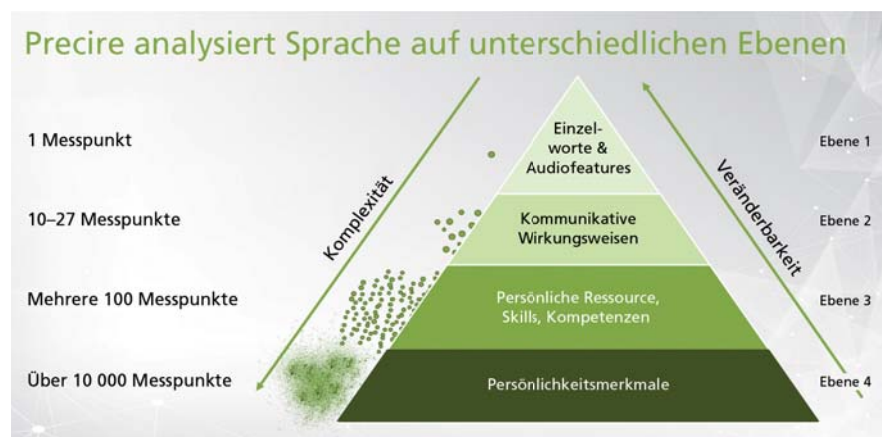 Precire analysiert Sprache auf unterschiedlichen Ebenen
1 Messpunkt
Einzel-
worte &
Audiofeatures
Ebene 1
Komplexität
Veränderbarkeit
10–27 Messpunkte
Kommunikative
Wirkungsweisen
Ebene 2
Mehrere 100 Messpunkte
Persönliche Ressource,
Skills, Kompetenzen
Ebene 3
Über 10 000 Messpunkte
Persönlichkeitsmerkmale
Ebene 4